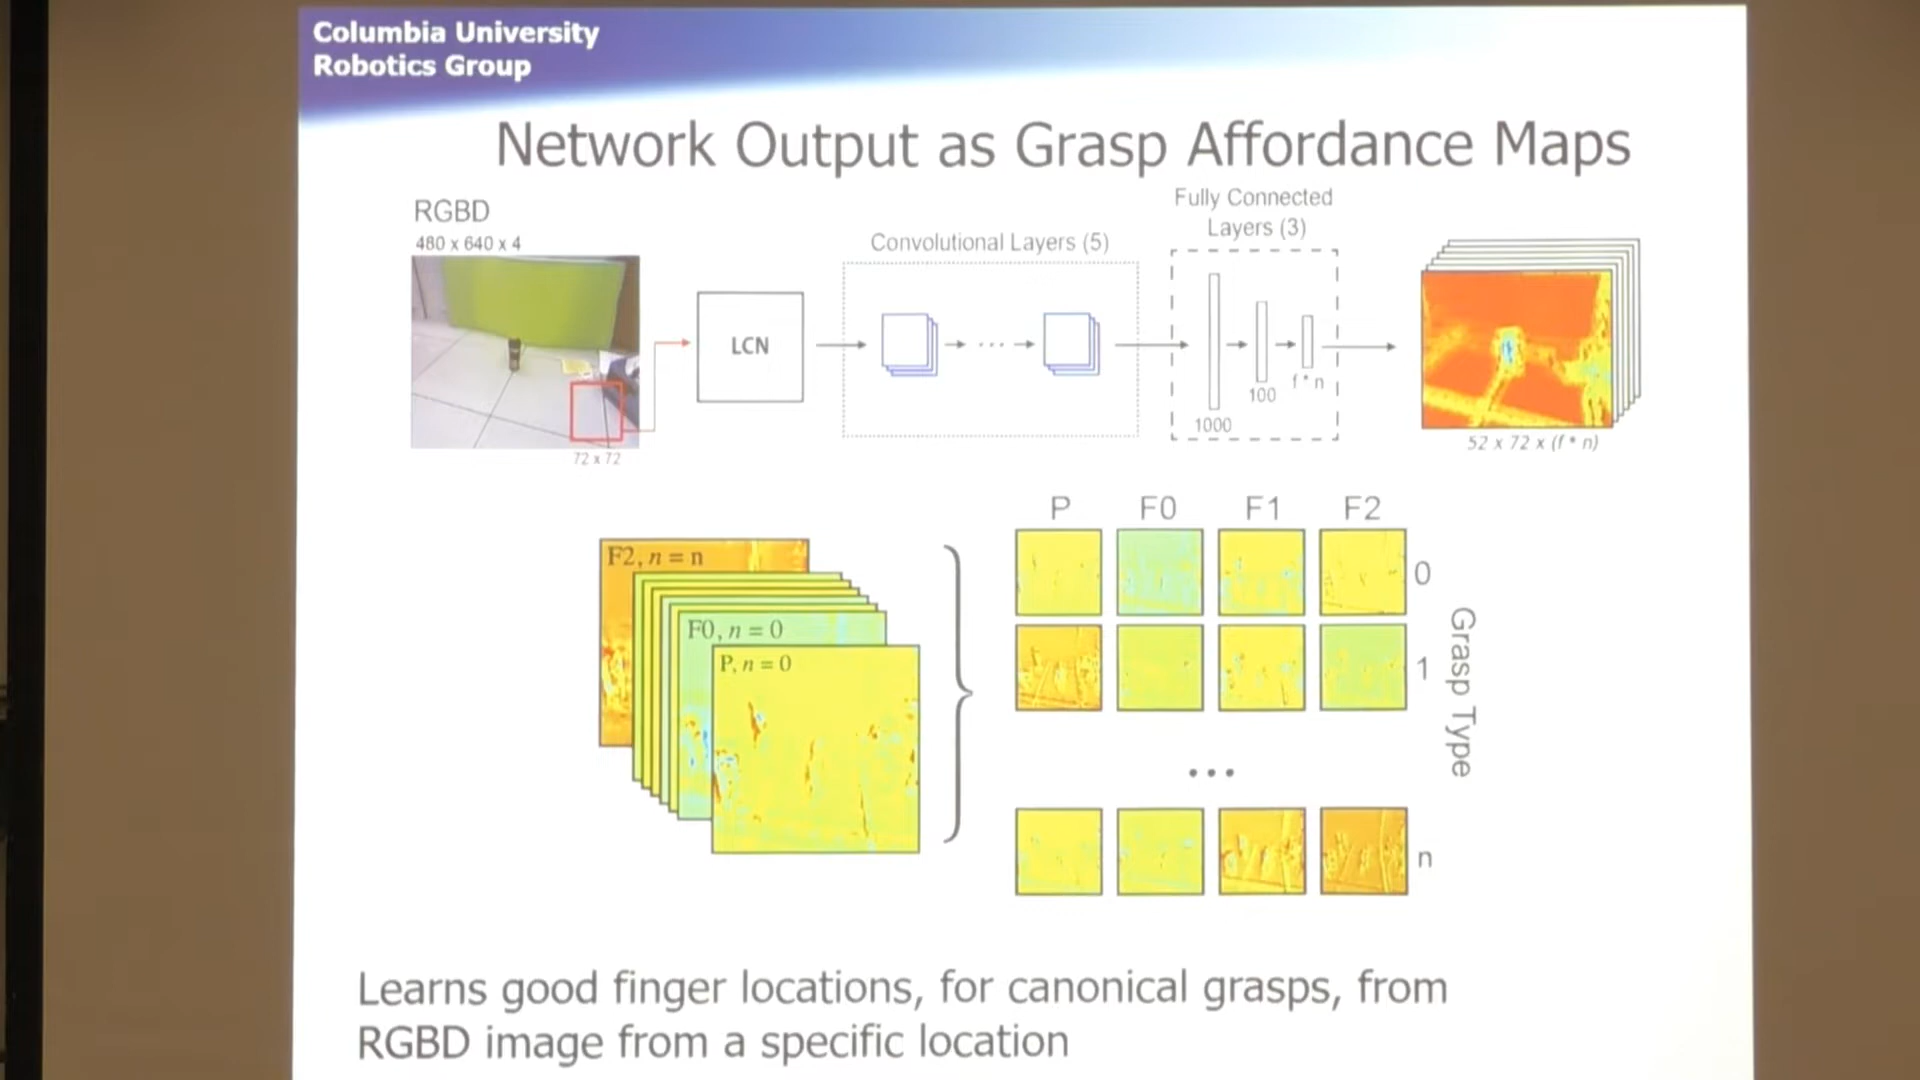 Columbia University
Robotics Group
Network Output as Grasp Affordance Maps
RGBD
480 x 640 x 4
72 x 72
LCN
Convolutional Layers (5)
Fully Connected
Layers (3)
1000
100
f * n
52 x 72 x (f * n)
F2, n = n
F0, n = 0
P, n = 0
P F0 F1 F2
0
1
...
n
Grasp Type
Learns good finger locations, for canonical grasps, from
RGBD image from a specific location